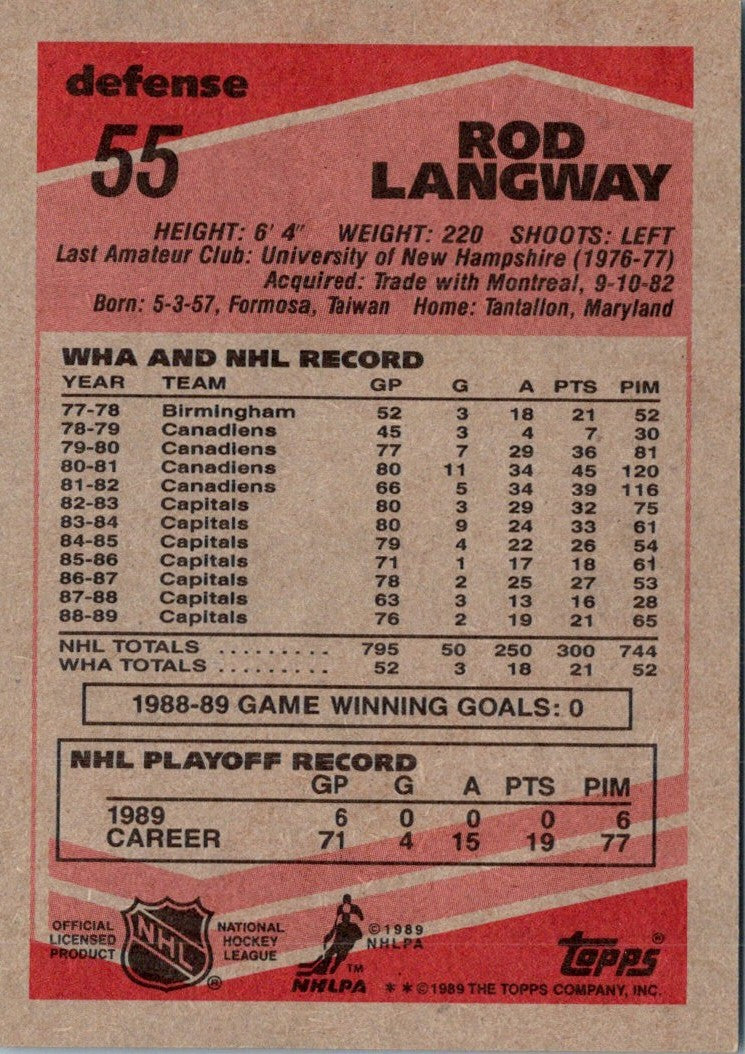 defense
55
ROD
LANGWAY
HEIGHT: 6' 4" WEIGHT: 220 SHOOTS: LEFT
Last Amateur Club: University of New Hampshire (1976-77)
Acquired: Trade with Montreal, 9-10-82
Born: 5-3-57, Formosa, Taiwan Home: Tantallon, Maryland
WHA AND NHL RECORD
YEAR TEAM GP G A PTS PIM
77-78 Birmingham 52 3 18 21 52
78-79 Canadiens 45 3 4 7 30
79-80 Canadiens 77 7 29 36 81
80-81 Canadiens 80 11 34 45 120
81-82 Canadiens 66 5 34 39 116
82-83 Capitals 80 3 29 32 75
83-84 Capitals 80 9 24 33 61
84-85 Capitals 79 4 22 26 54
85-86 Capitals 71 1 17 18 61
86-87 Capitals 78 2 25 27 53
87-88 Capitals 63 3 13 16 28
88-89 Capitals 76 2 19 21 65
NHL TOTALS ......... 795 50 250 300 744
WHA TOTALS ......... 52 3 18 21 52
1988-89 GAME WINNING GOALS: 0
NHL PLAYOFF RECORD
GP G A PTS PIM
1989 6 0 0 0 6
CAREER 71 4 15 19 77
OFFICIAL
LICENSED
PRODUCT
NHL
®
NATIONAL
HOCKEY
LEAGUE
TM
NHLPA
©1989
NHLPA
topps®
**©1989 THE TOPPS COMPANY, INC.